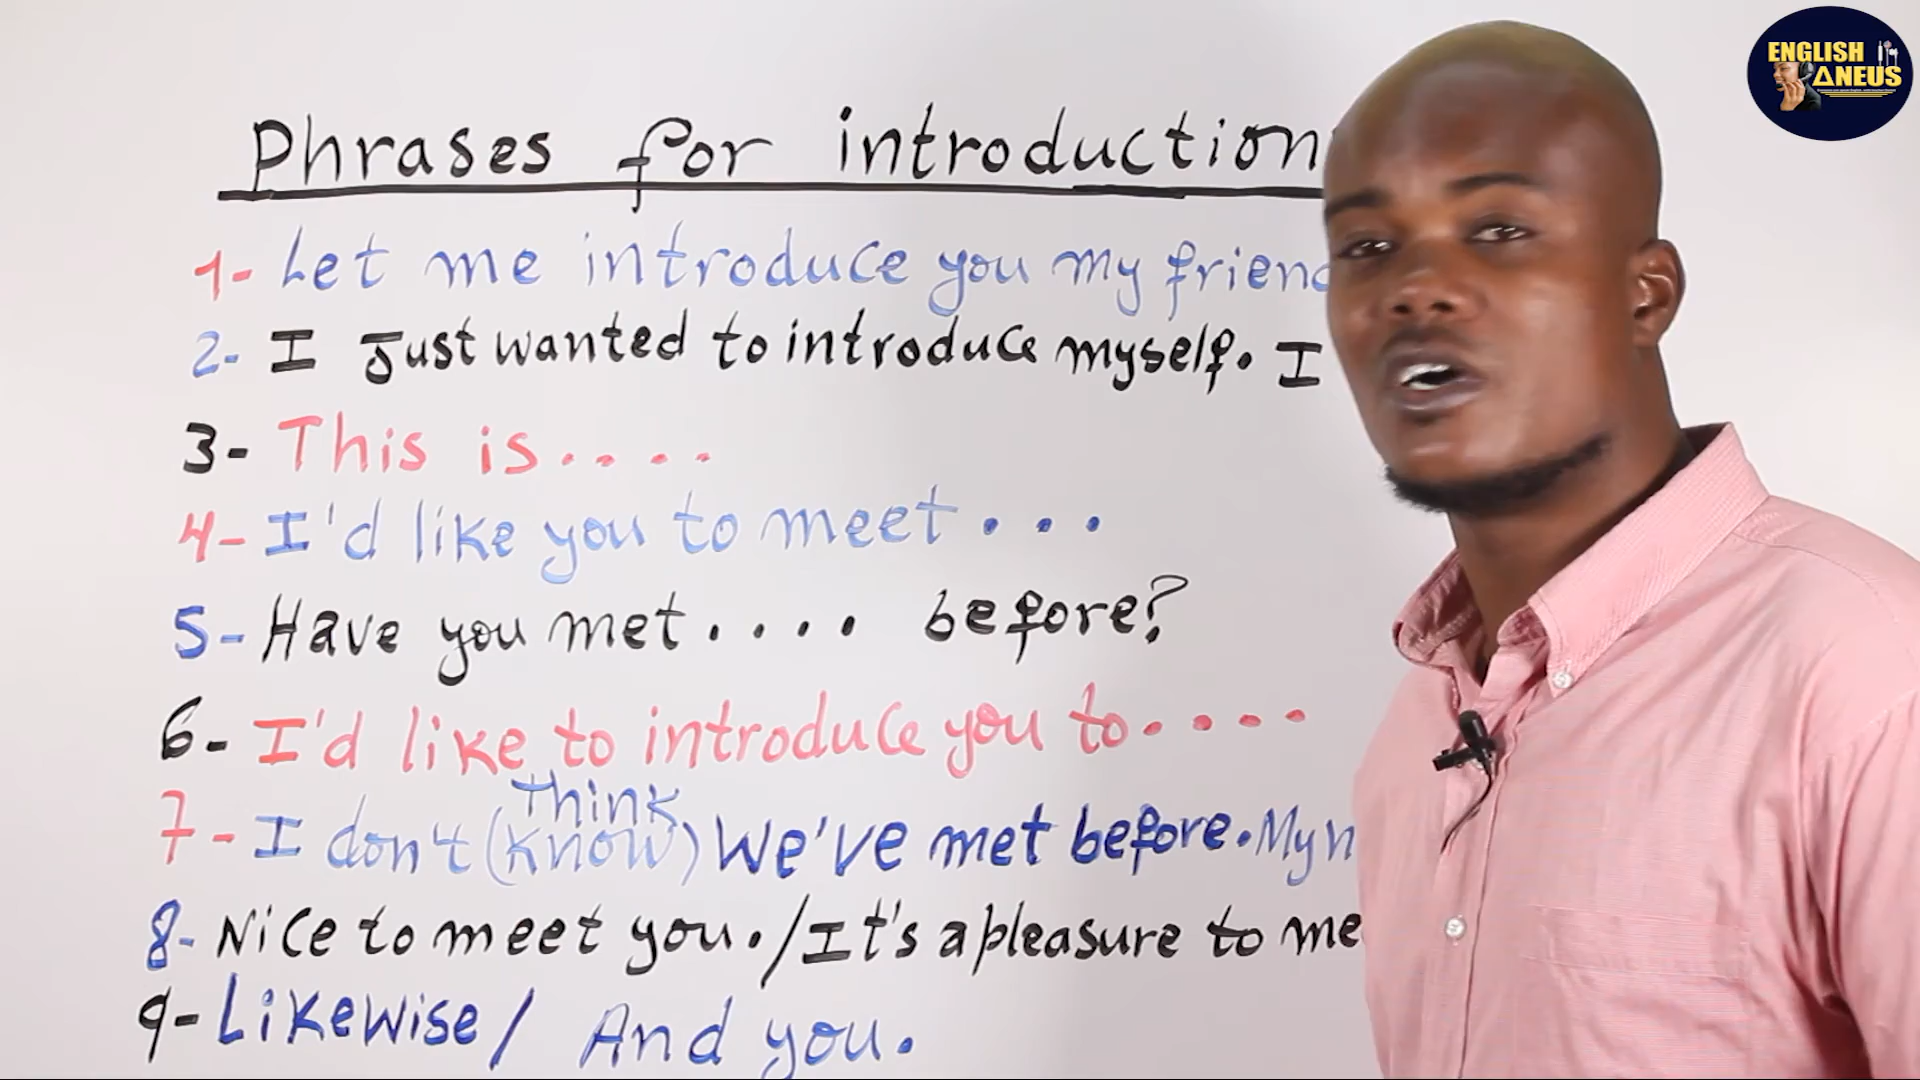 ENGLISH
ΔNEUS
Phrases for introduction
1- Let me introduce you my friend
2- I Just wanted to introduce myself. I
3- This is....
4- I'd like you to meet...
5- Have you met.... before?
6- I'd like to introduce you to....
Think
7- I don't (know) We've met before. My n
8- Nice to meet you. / It's a pleasure to me
9- Likewise / And you.